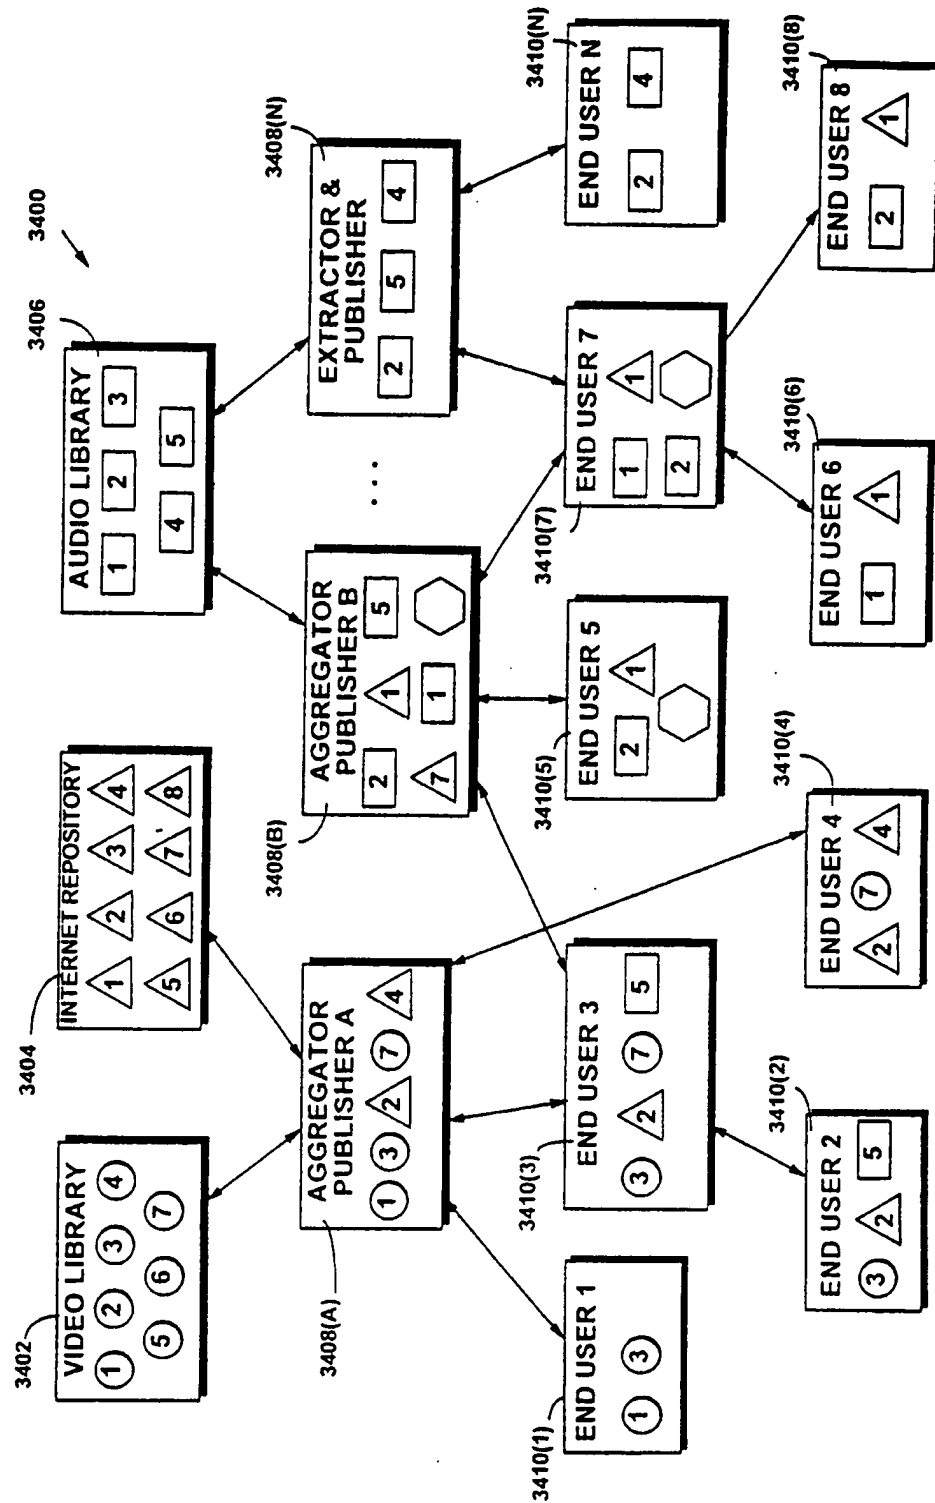 3400
3402
VIDEO LIBRARY
1 2 3 4
5 6 7
3404
INTERNET REPOSITORY
1 2 3 4
5 6 7 8
3406
AUDIO LIBRARY
1 2 3
4 5
3408(A)
AGGREGATOR
PUBLISHER A
1 3 2 7 4
3408(B)
AGGREGATOR
PUBLISHER B
2 1 5
7 1
...
3408(N)
EXTRACTOR &
PUBLISHER
2 5 4
3410(1)
END USER 1
1 3
3410(3)
END USER 3
3 2 7 5
3410(5)
END USER 5
2 1
3410(7)
END USER 7
1 1
2
3410(N)
END USER N
2 4
3410(2)
END USER 2
3 2 5
3410(4)
END USER 4
2 7 4
3410(6)
END USER 6
1 1
3410(8)
END USER 8
2 1